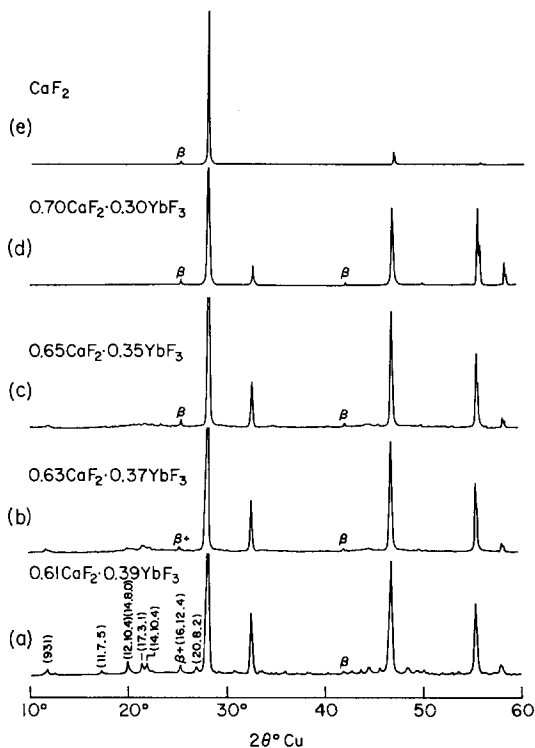 CaF₂
(e)
β
0.70CaF₂·0.30YbF₃
(d)
β
β
0.65CaF₂·0.35YbF₃
(c)
β
β
0.63CaF₂·0.37YbF₃
(b)
β+
β
0.61CaF₂·0.39YbF₃
(a)
(931)
(11.7.5)
(12.10.4)(14.8.0)
(17.3.1)
(14.10.4)
β+(16.12.4)
(20.8.2)
β
10° 20° 30° 40 50 60
2θ° Cu